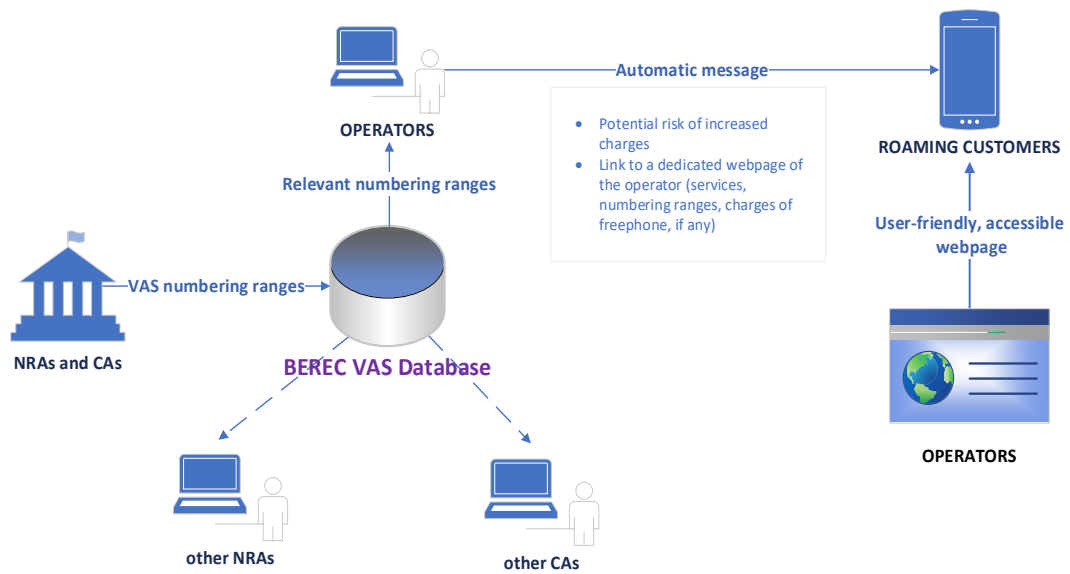 Automatic message
OPERATORS
• Potential risk of increased
charges
• Link to a dedicated webpage of
the operator (services,
numbering ranges, charges of
freephone, if any)
ROAMING CUSTOMERS
Relevant numbering ranges
User-friendly, accessible
webpage
VAS numbering ranges
NRAs and CAs
BEREC VAS Database
OPERATORS
other NRAs
other CAs